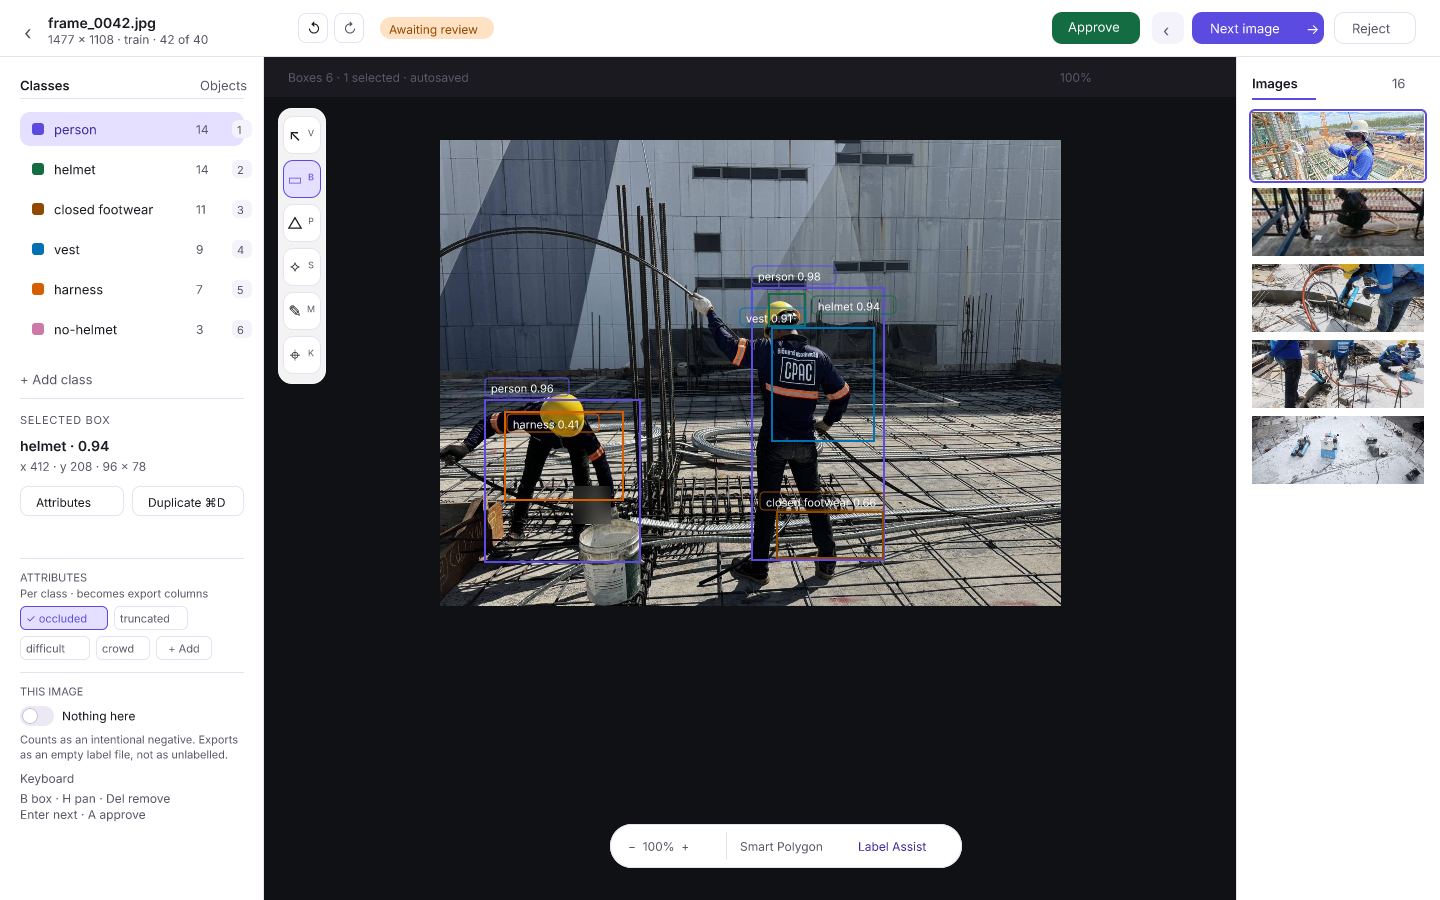 ‹
frame_0042.jpg
1477 × 1108 · train · 42 of 40
Awaiting review
Approve
‹
Next image →
Reject
Classes
Objects
person 14 1
helmet 14 2
closed footwear 11 3
vest 9 4
harness 7 5
no-helmet 3 6
+ Add class
SELECTED BOX
helmet · 0.94
x 412 · y 208 · 96 × 78
Attributes
Duplicate ⌘D
ATTRIBUTES
Per class · becomes export columns
✓ occluded
truncated
difficult
crowd
+ Add
THIS IMAGE
Nothing here
Counts as an intentional negative. Exports
as an empty label file, not as unlabelled.
Keyboard
B box · H pan · Del remove
Enter next · A approve
Boxes 6 · 1 selected · autosaved
100%
V
B
P
S
M
K
person 0.98
helmet 0.94
vest 0.91
CPAC
person 0.96
harness 0.41
closed footwear 0.66
− 100% +
Smart Polygon
Label Assist
Images
16